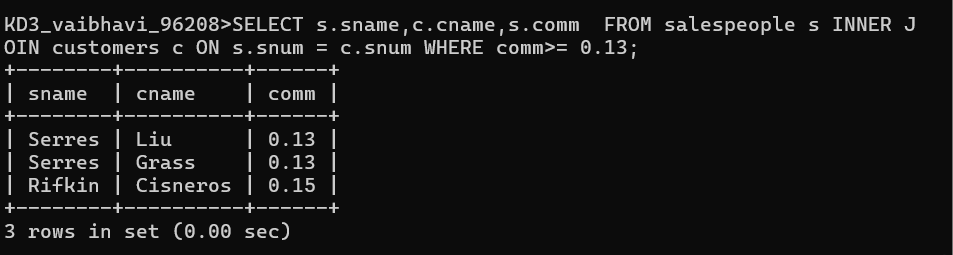 KD3_vaibhavi_96208>SELECT s.sname,c.cname,s.comm  FROM salespeople s INNER J
OIN customers c ON s.snum = c.snum WHERE comm>= 0.13;
+--------+----------+------+
| sname  | cname    | comm |
+--------+----------+------+
| Serres | Liu      | 0.13 |
| Serres | Grass    | 0.13 |
| Rifkin | Cisneros | 0.15 |
+--------+----------+------+
3 rows in set (0.00 sec)